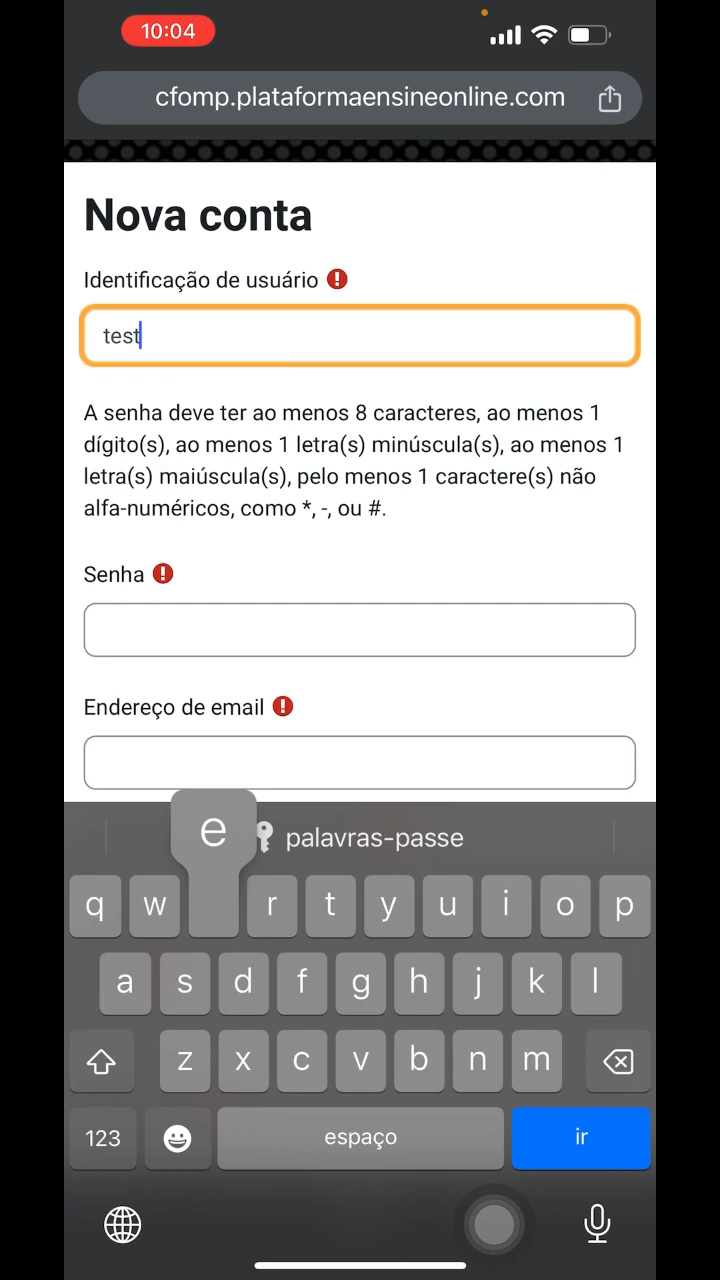 10:04
cfomp.plataformaensineonline.com
Nova conta
Identificação de usuário
test
A senha deve ter ao menos 8 caracteres, ao menos 1
dígito(s), ao menos 1 letra(s) minúscula(s), ao menos 1
letra(s) maiúscula(s), pelo menos 1 caractere(s) não
alfa-numéricos, como *, -, ou #.
Senha
Endereço de email
e palavras-passe
q w r t y u i o p
a s d f g h j k l
z x c v b n m
123 espaço ir